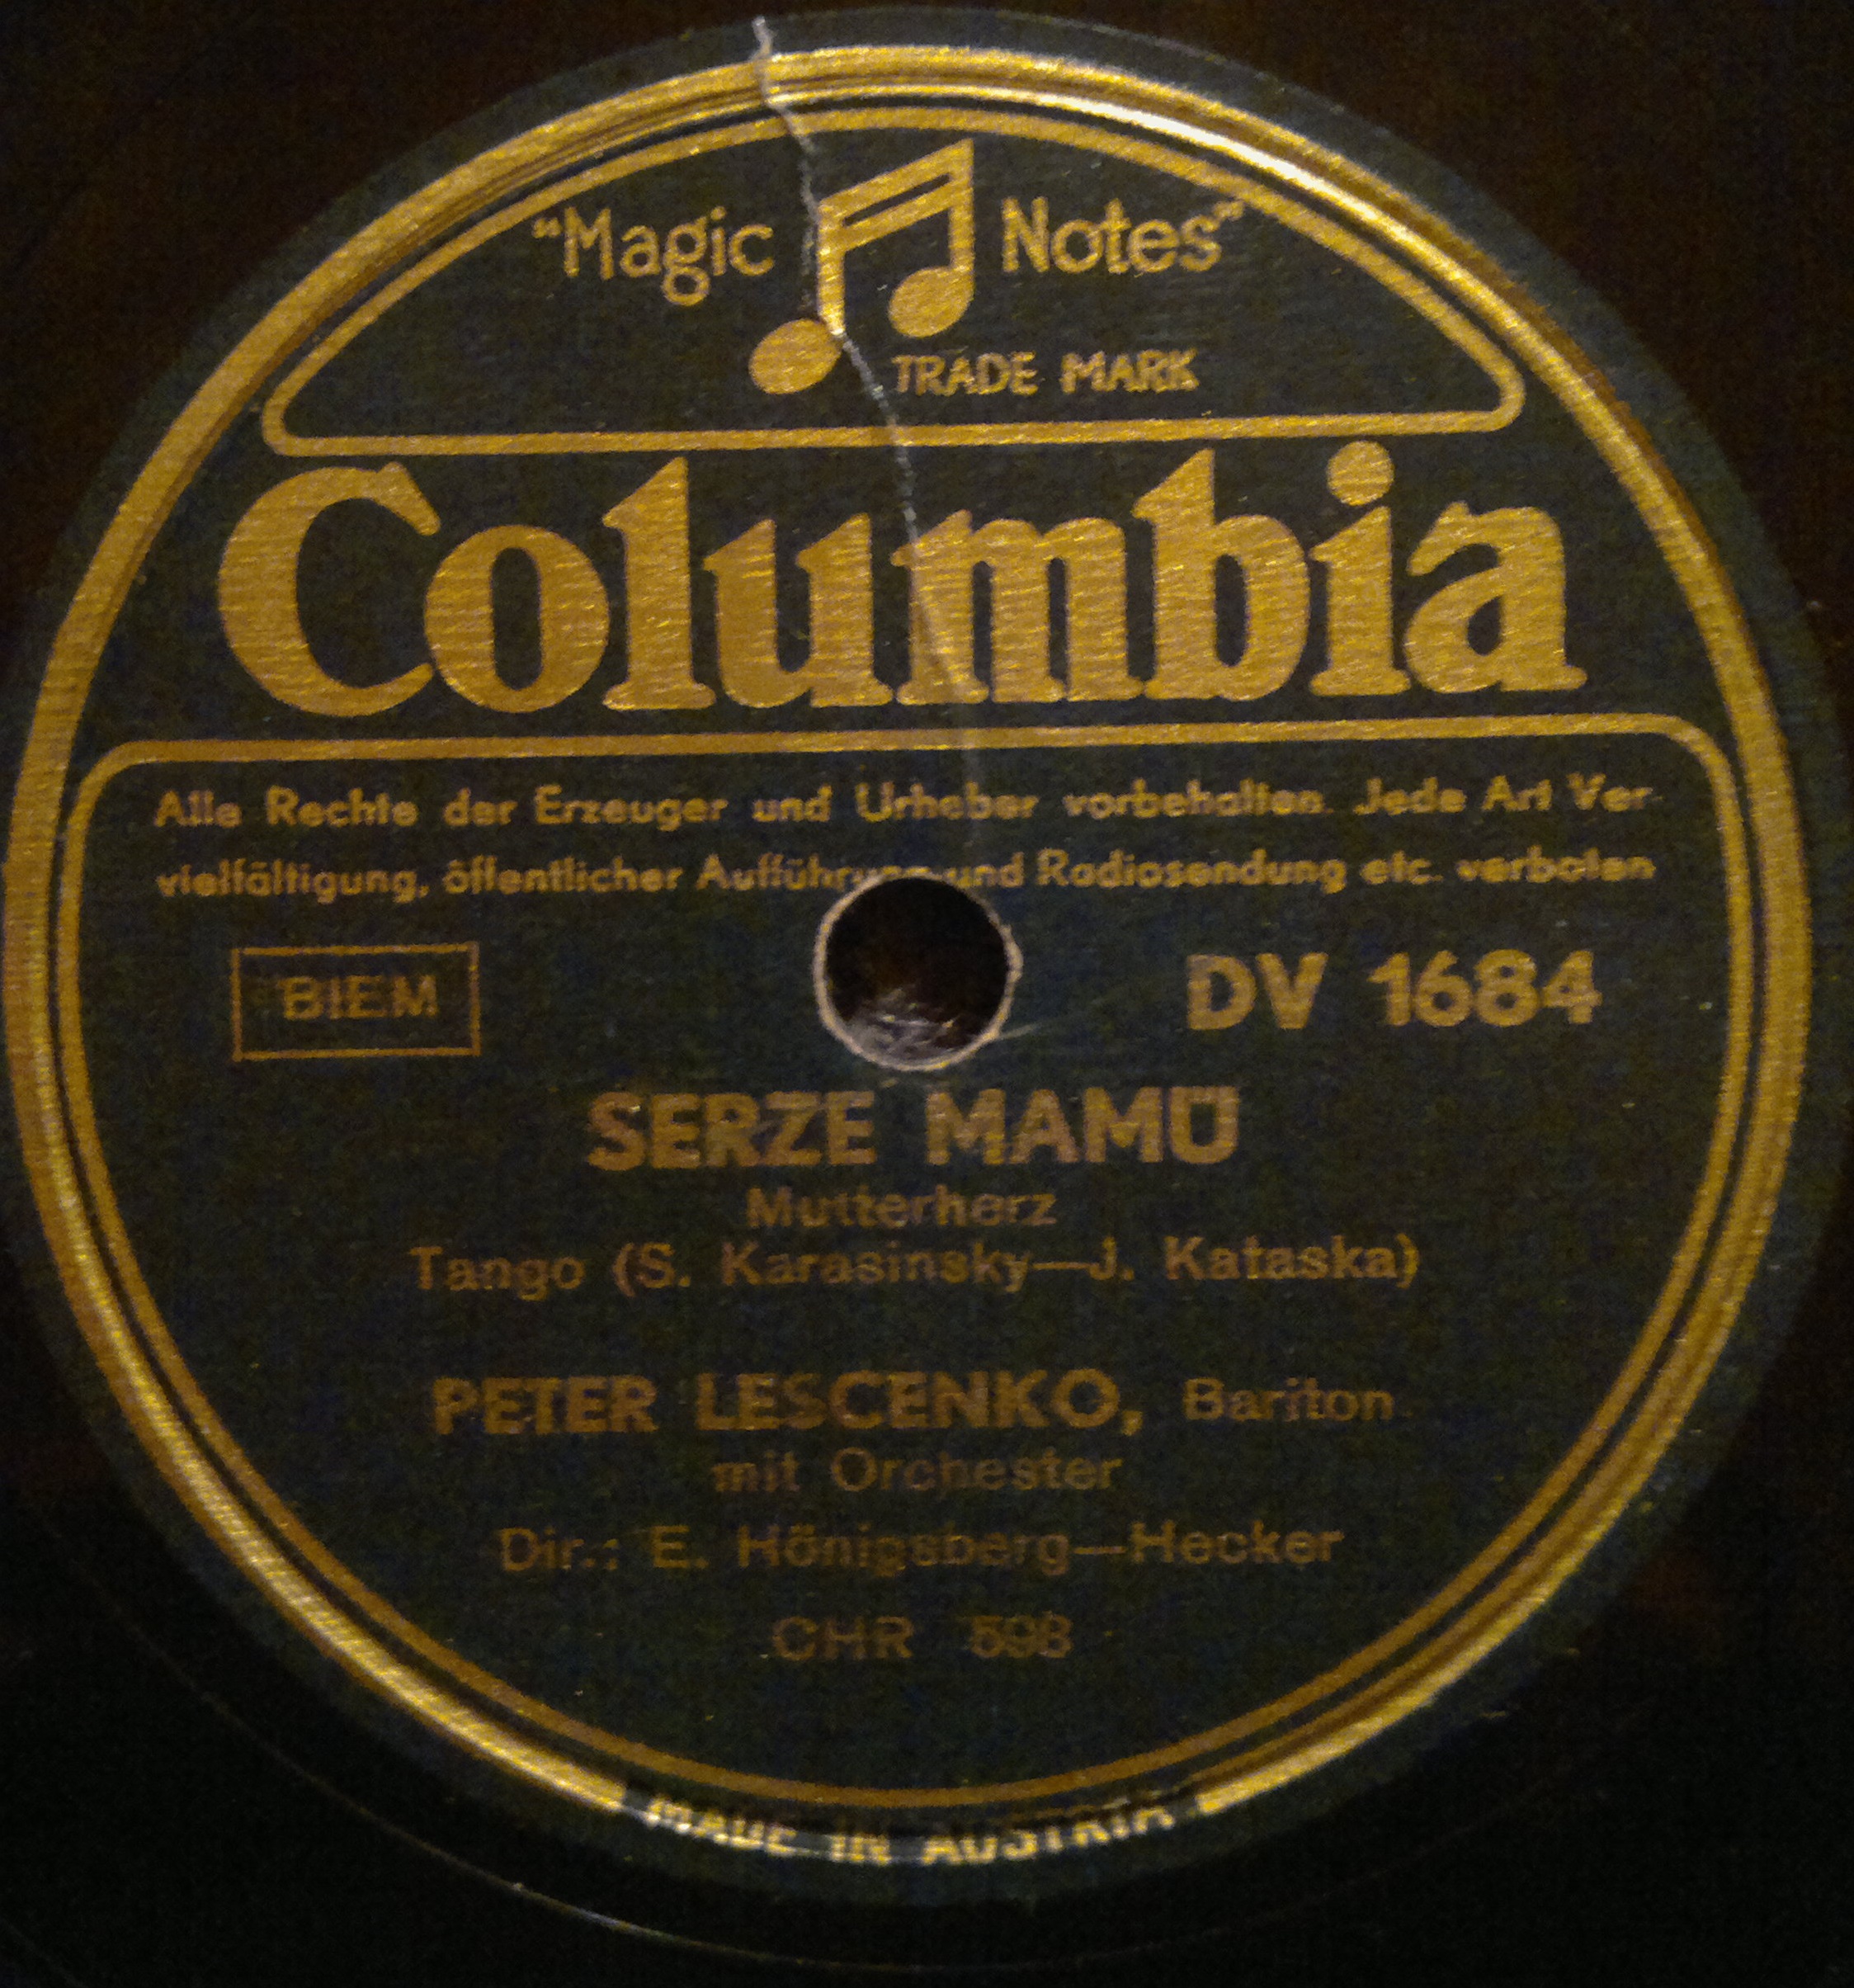 "Magic Notes"
TRADE MARK
Columbia
Alle Rechte der Erzeuger und Urheber vorbehalten. Jede Art Ver-
vielfältigung, öffentlicher Aufführung und Radiosendung etc. verboten
BIEM
DV 1684
SERZE MAMÜ
Mutterherz
Tango (S. Karasinsky—J. Kataska)
PETER LESCENKO, Bariton
mit Orchester
Dir.: E. Hönigsberg—Hecker
CHR 598
MADE IN AUSTRIA